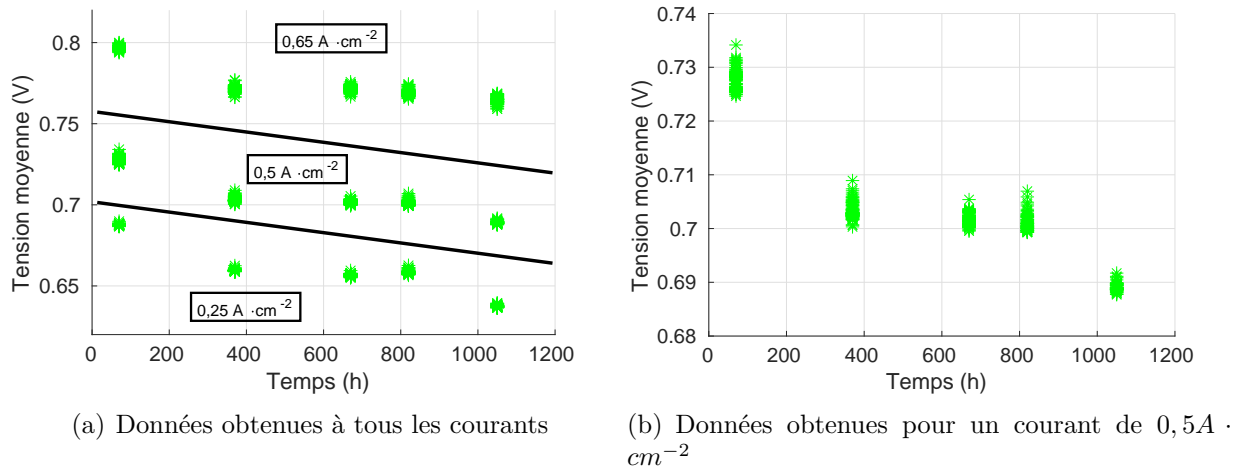 0.8
0.75
0.7
0.65
Tension moyenne (V)
0,65 A ·cm -2
0,5 A ·cm -2
0,25 A ·cm -2
0 200 400 600 800 1000 1200
Temps (h)
(a) Données obtenues à tous les courants
0.74
0.73
0.72
0.71
0.7
0.69
0.68
Tension moyenne (V)
0 200 400 600 800 1000 1200
Temps (h)
(b) Données obtenues pour un courant de 0, 5A ·
cm−2